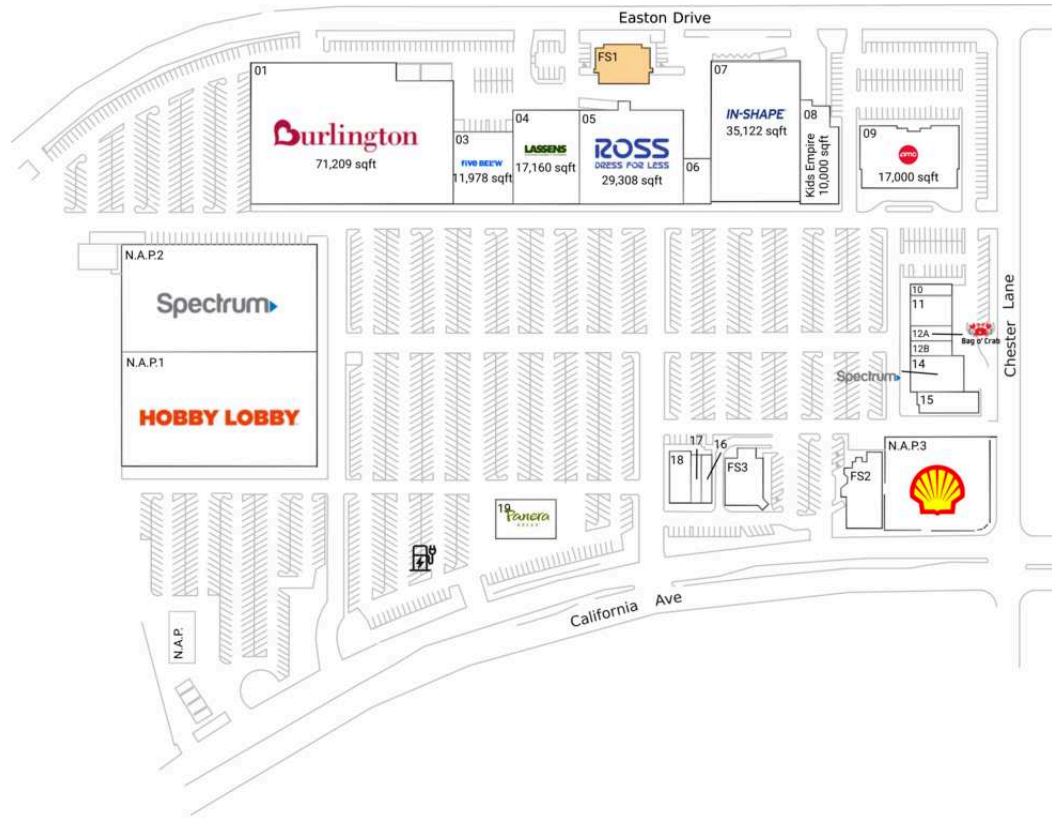 Easton Drive
01
Burlington
71,209 sqft
03
five BEL°W
11,978 sqft
04
LASSENS
17,160 sqft
05
ROSS
DRESS FOR LESS
29,308 sqft
06
FS1
07
IN-SHAPE
35,122 sqft
08
Kids Empire
10,000 sqft
09
amc
17,000 sqft
N.A.P.2
Spectrum
N.A.P.1
HOBBY LOBBY
10
11
12A
Bag o' Crab
12B
14
Spectrum
15
Chester Lane
17
16
18
FS3
FS2
N.A.P.3
19
Panera
BREAD
California Ave
N.A.P.